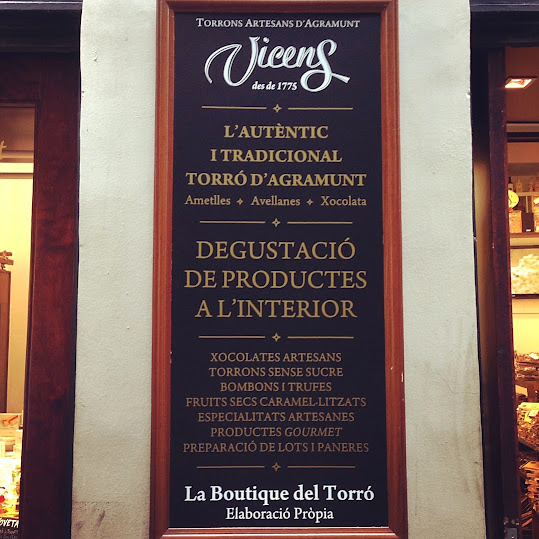 Torrons Artesans d'Agramunt
Vicens
des de 1775
L'AUTÈNTIC
I TRADICIONAL
TORRÓ D'AGRAMUNT
Ametlles Avellanes Xocolata
DEGUSTACIÓ
DE PRODUCTES
A L'INTERIOR
XOCOLATES ARTESANS
TORRONS SENSE SUCRE
BOMBONS I TRUFES
FRUITS SECS CARAMEL·LITZATS
ESPECIALITATS ARTESANES
PRODUCTES GOURMET
PREPARACIÓ DE LOTS I PANERES
La Boutique del Torró
Elaboració Pròpia